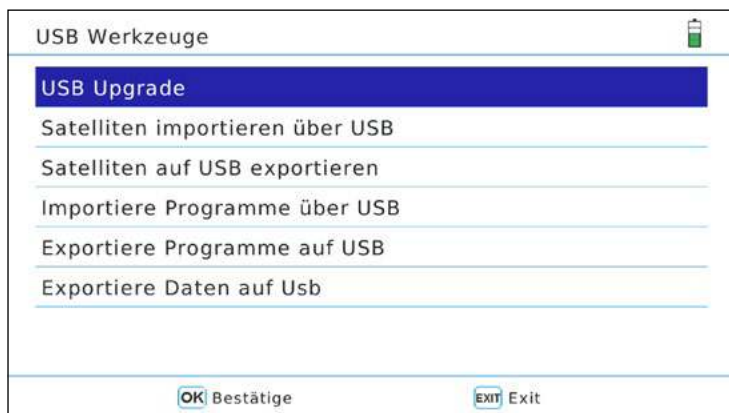 USB Werkzeuge
USB Upgrade
Satelliten importieren über USB
Satelliten auf USB exportieren
Importiere Programme über USB
Exportiere Programme auf USB
Exportiere Daten auf Usb
OK Bestätige EXIT Exit